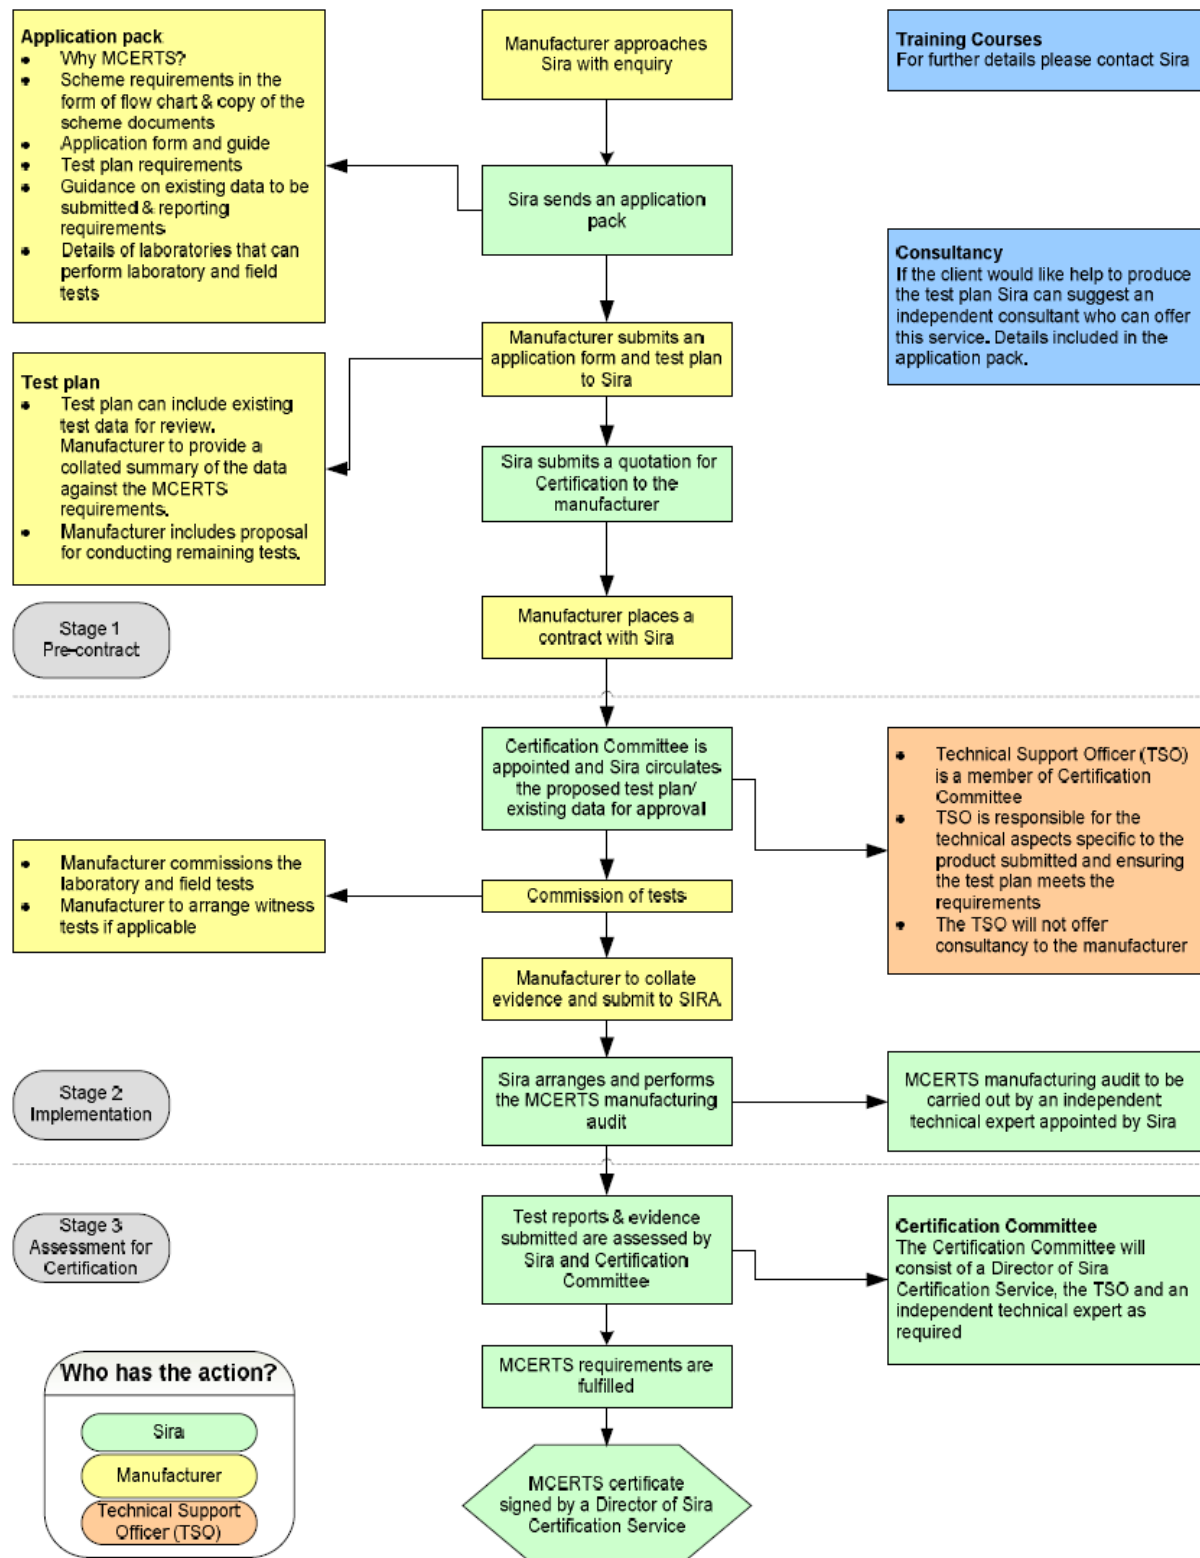 Application pack
• Why MCERTS?
• Scheme requirements in the
form of flow chart & copy of the
scheme documents
• Application form and guide
• Test plan requirements
• Guidance on existing data to be
submitted & reporting
requirements
• Details of laboratories that can
perform laboratory and field
tests
Manufacturer approaches
Sira with enquiry
Training Courses
For further details please contact Sira
Sira sends an application
pack
Consultancy
If the client would like help to produce
the test plan Sira can suggest an
independent consultant who can offer
this service. Details included in the
application pack.
Manufacturer submits an
application form and test plan
to Sira
Test plan
• Test plan can include existing
test data for review.
Manufacturer to provide a
collated summary of the data
against the MCERTS
requirements.
• Manufacturer includes proposal
for conducting remaining tests.
Sira submits a quotation for
Certification to the
manufacturer
Stage 1
Pre-contract
Manufacturer places a
contract with Sira
Certification Committee is
appointed and Sira circulates
the proposed test plan/
existing data for approval
• Technical Support Officer (TSO)
is a member of Certification
Committee
• TSO is responsible for the
technical aspects specific to the
product submitted and ensuring
the test plan meets the
requirements
• The TSO will not offer
consultancy to the manufacturer
• Manufacturer commissions the
laboratory and field tests
• Manufacturer to arrange witness
tests if applicable
Commission of tests
Manufacturer to collate
evidence and submit to SIRA.
Stage 2
Implementation
Sira arranges and performs
the MCERTS manufacturing
audit
MCERTS manufacturing audit to be
carried out by an independent
technical expert appointed by Sira
Stage 3
Assessment for
Certification
Test reports & evidence
submitted are assessed by
Sira and Certification
Committee
Certification Committee
The Certification Committee will
consist of a Director of Sira
Certification Service, the TSO and an
independent technical expert as
required
MCERTS requirements are
fulfilled
Who has the action?
Sira
Manufacturer
Technical Support
Officer (TSO)
MCERTS certificate
signed by a Director of Sira
Certification Service